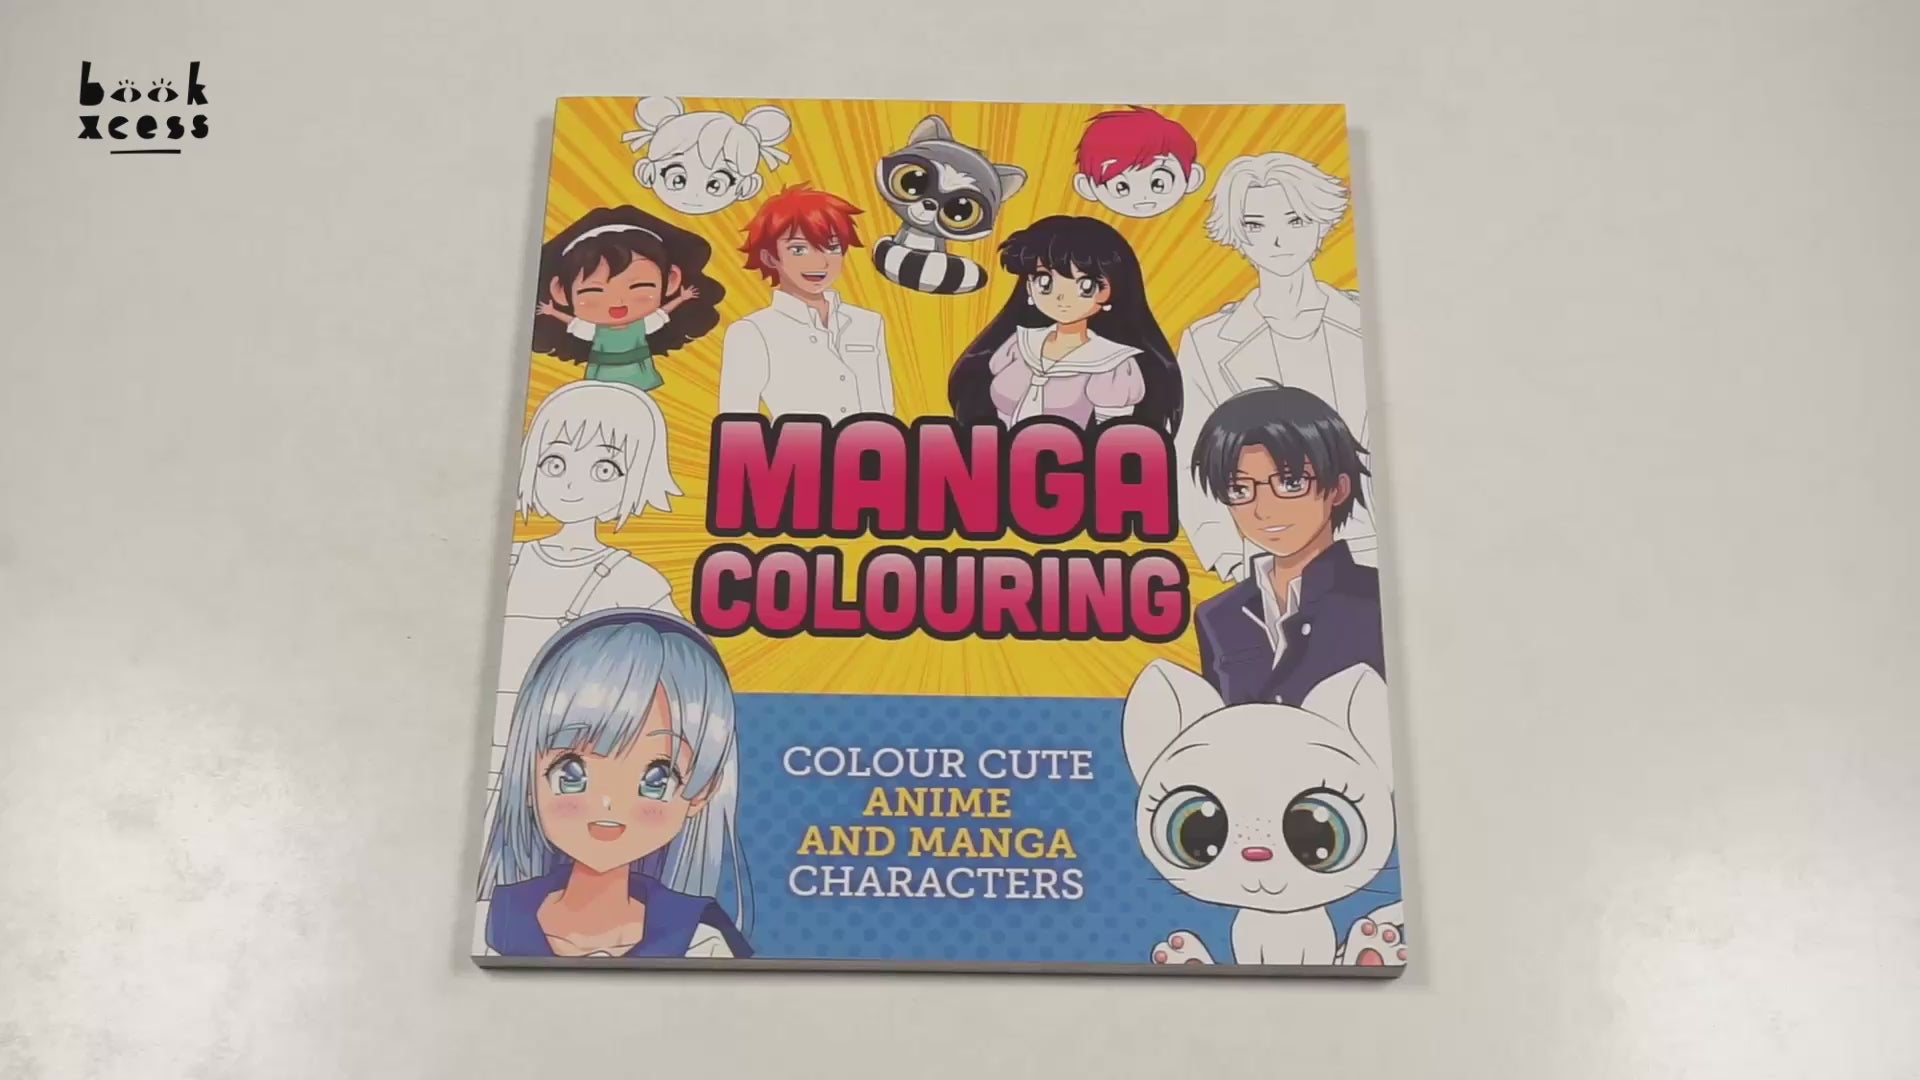 book
xcess
MANGA
COLOURING
COLOUR CUTE
ANIME
AND MANGA
CHARACTERS